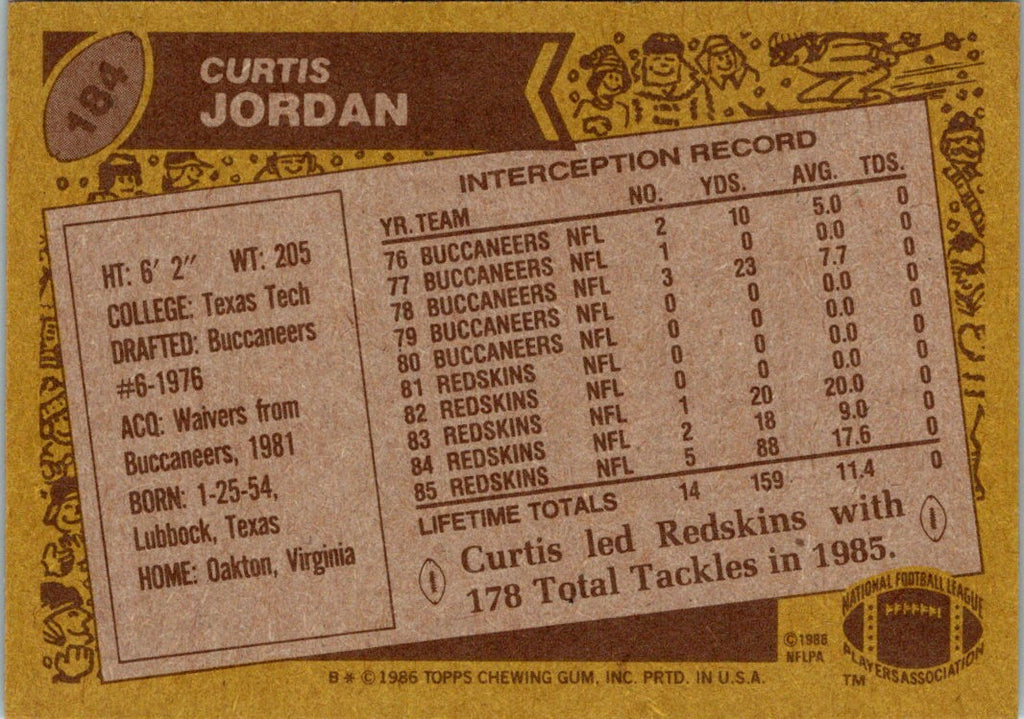 184
CURTIS
JORDAN
HT: 6' 2" WT: 205
COLLEGE: Texas Tech
DRAFTED: Buccaneers
#6-1976
ACQ: Waivers from
Buccaneers, 1981
BORN: 1-25-54,
Lubbock, Texas
HOME: Oakton, Virginia
INTERCEPTION RECORD
YR. TEAM NO. YDS. AVG. TDS.
76 BUCCANEERS NFL 2 10 5.0 0
77 BUCCANEERS NFL 1 0 0.0 0
78 BUCCANEERS NFL 3 23 7.7 0
79 BUCCANEERS NFL 0 0 0.0 0
80 BUCCANEERS NFL 0 0 0.0 0
81 REDSKINS NFL 0 0 0.0 0
82 REDSKINS NFL 0 0 0.0 0
83 REDSKINS NFL 1 20 20.0 0
84 REDSKINS NFL 2 18 9.0 0
85 REDSKINS NFL 5 88 17.6 0
LIFETIME TOTALS 14 159 11.4 0
Curtis led Redskins with
178 Total Tackles in 1985.
©1986
NFLPA
NATIONAL FOOTBALL LEAGUE
PLAYERS ASSOCIATION
TM
B * © 1986 TOPPS CHEWING GUM, INC. PRTD. IN U.S.A.